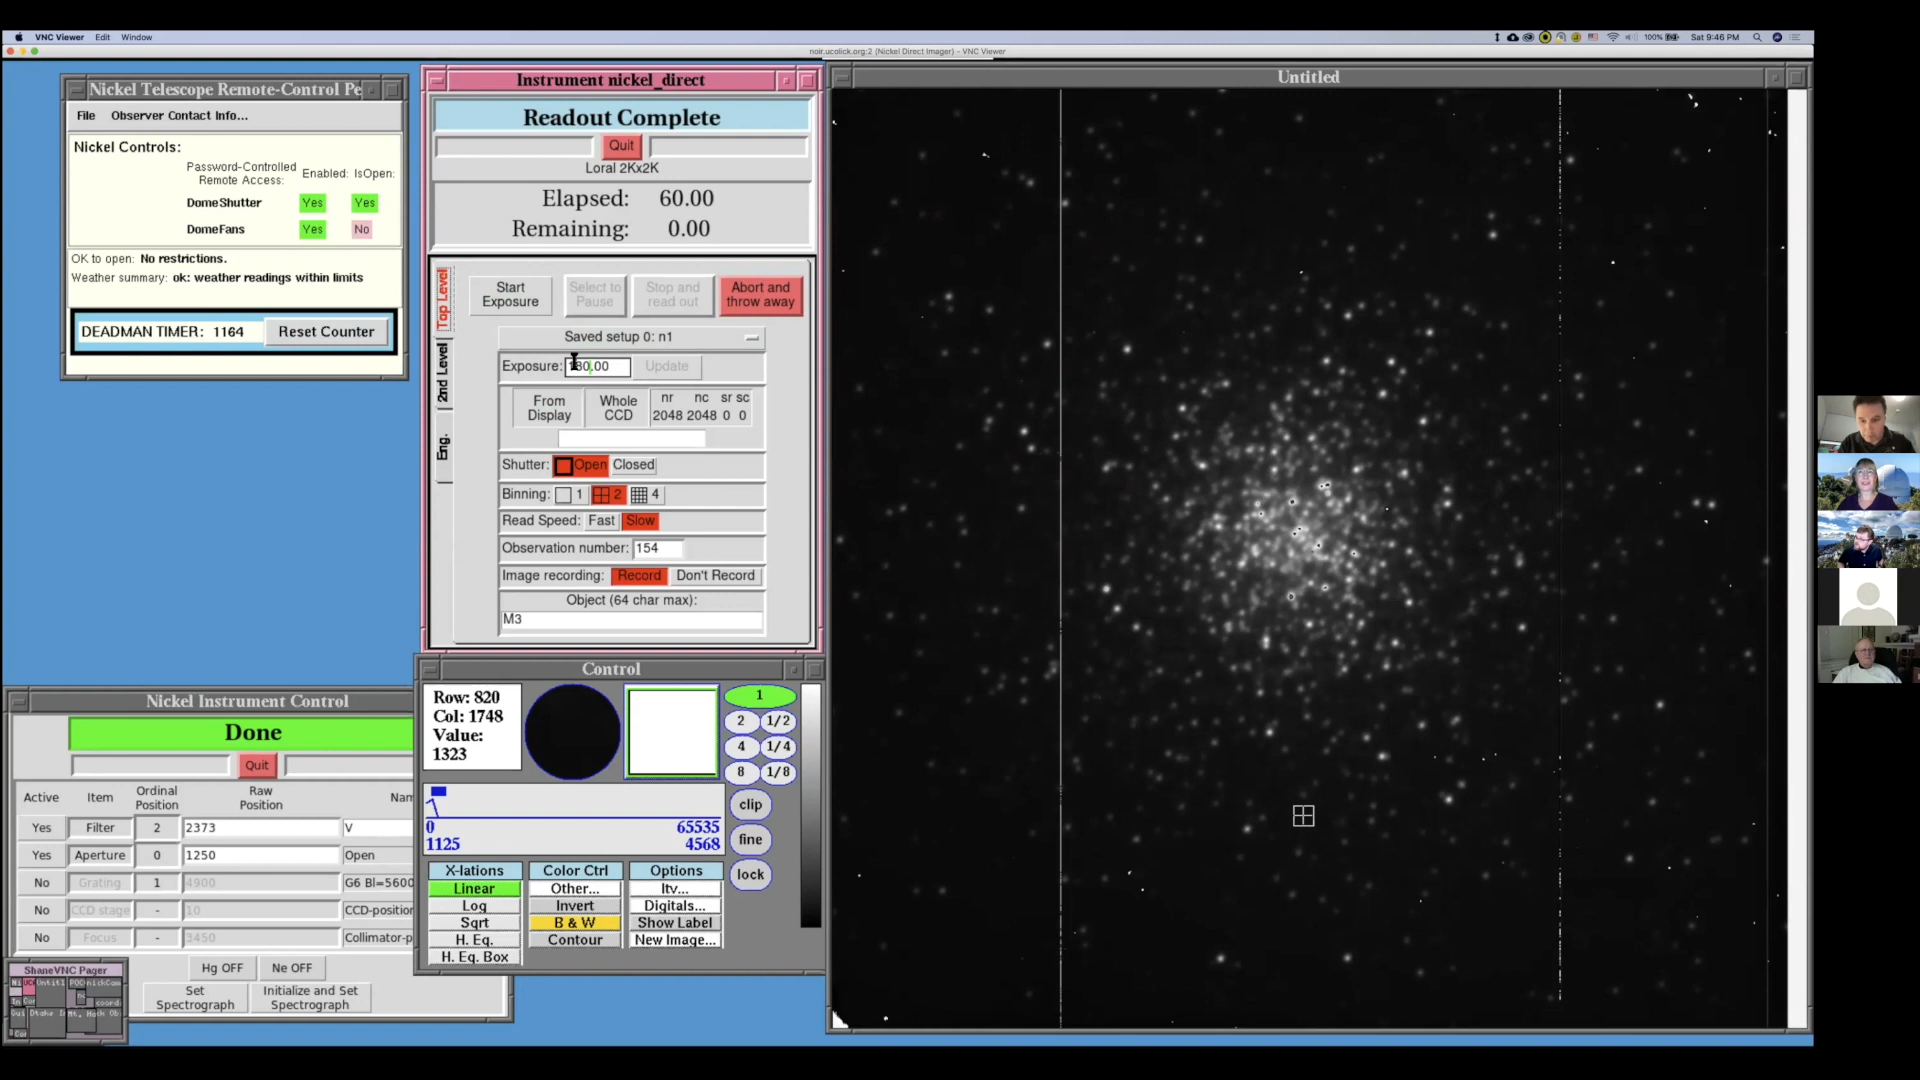 VNC Viewer Edit Window
100% Sat 9:46 PM
noir.ucolick.org:2 (Nickel Direct Imager) - VNC Viewer
Nickel Telescope Remote-Control Pe
File Observer Contact Info...
Nickel Controls:
Password-Controlled
Remote Access: Enabled: IsOpen:
DomeShutter Yes Yes
DomeFans Yes No
OK to open: No restrictions.
Weather summary: ok: weather readings within limits
DEADMAN TIMER: 1164 Reset Counter
Instrument nickel_direct
Readout Complete
Quit
Loral 2Kx2K
Elapsed: 60.00
Remaining: 0.00
Top Level
2nd Level
Eng.
Start
Exposure
Select to
Pause
Stop and
read out
Abort and
throw away
Saved setup 0: n1
Exposure: Update
From
Display
Whole
CCD
nr nc sr sc
2048 2048 0 0
Shutter: Open Closed
Binning: 1 2 4
Read Speed: Fast Slow
Observation number: 154
Image recording: Record Don't Record
Object (64 char max):
M3
Untitled
Nickel Instrument Control
Done
Quit
Active Item Ordinal
Position Raw
Position Nam
Yes Filter 2 2373 V
Yes Aperture 0 1250 Open
No Grating 1 4900 G6 Bl=5600
No CCD stage - 10 CCD-position
No Focus - 3450 Collimator-p
Hg OFF Ne OFF
Set
Spectrograph
Initialize and Set
Spectrograph
ShaneVNC Pager
Control
Row: 820
Col: 1748
Value:
1323
1
2 1/2
4 1/4
8 1/8
clip
fine
lock
0 65535
1125 4568
X-lations Color Ctrl Options
Linear Other... Itv...
Log Invert Digitals...
Sqrt B & W Show Label
H. Eq. Contour New Image...
H. Eq. Box